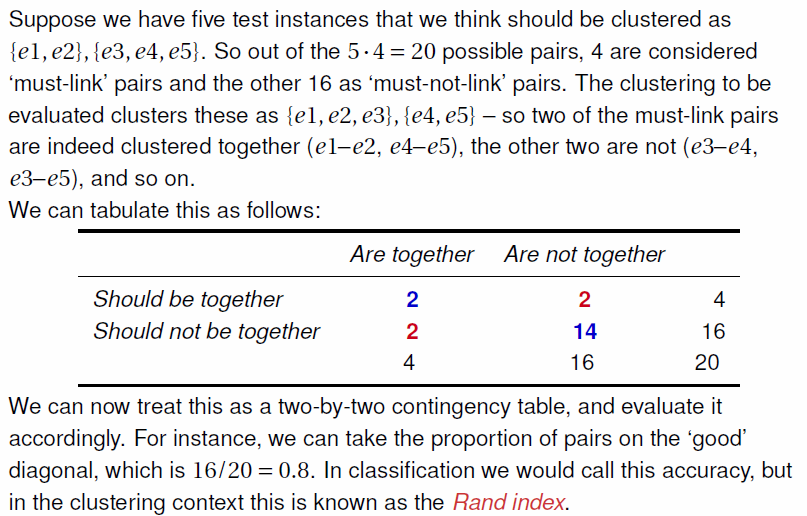 Suppose we have five test instances that we think should be clustered as
{e1, e2}, {e3, e4, e5}. So out of the 5 · 4 = 20 possible pairs, 4 are considered
‘must-link’ pairs and the other 16 as ‘must-not-link’ pairs. The clustering to be
evaluated clusters these as {e1, e2, e3}, {e4, e5} – so two of the must-link pairs
are indeed clustered together (e1–e2, e4–e5), the other two are not (e3–e4,
e3–e5), and so on.
We can tabulate this as follows:
Are together Are not together
Should be together 2 2 4
Should not be together 2 14 16
4 16 20
We can now treat this as a two-by-two contingency table, and evaluate it
accordingly. For instance, we can take the proportion of pairs on the ‘good’
diagonal, which is 16/20 = 0.8. In classification we would call this accuracy, but
in the clustering context this is known as the Rand index.